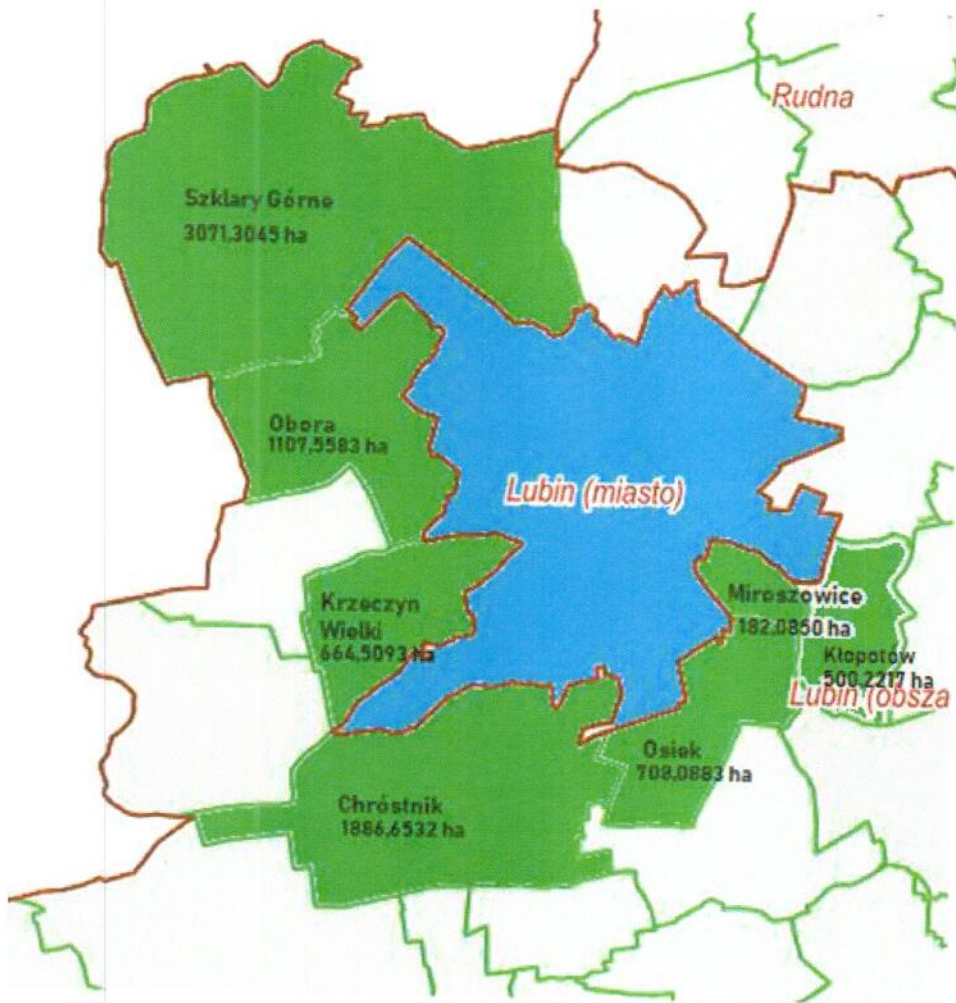 Rudna
Szklary Górne
3071,3045 ha
Obora
1107,5583 ha
Lubin (miasto)
Krzeczyn
Wielki
664,5093 ha
Miroszowice
182,0850 ha
Kłopotów
500,2217 ha
Lubin (obsza
Osiek
708,0883 ha
Chróstnik
1886,6532 ha